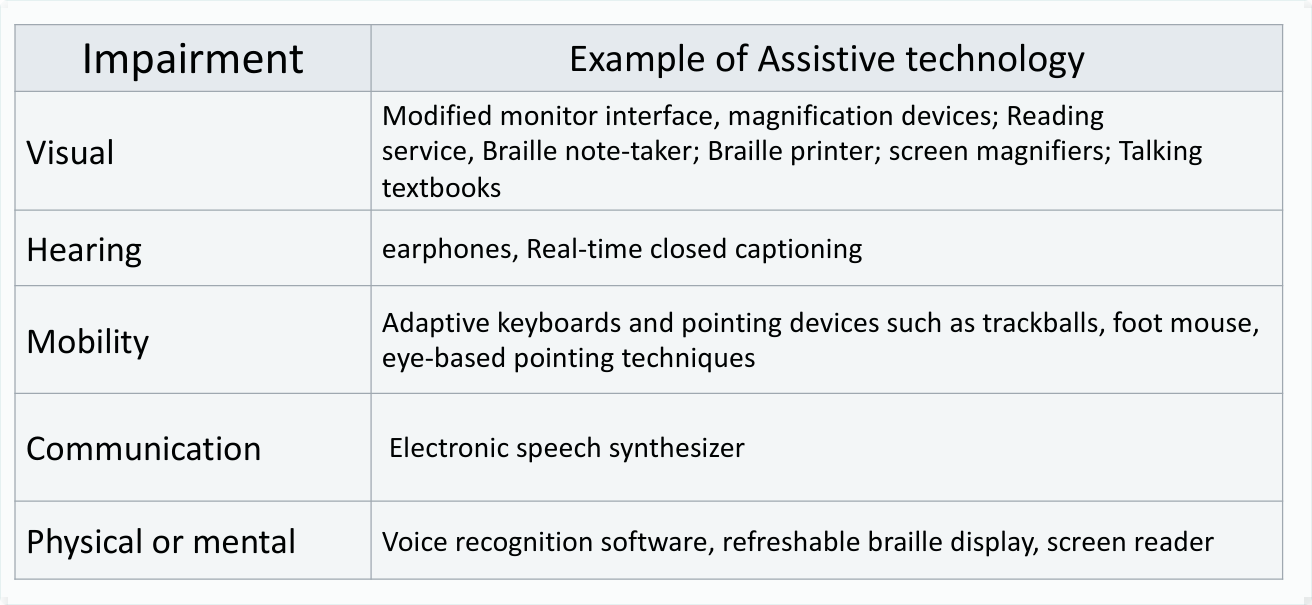 Impairment
Example of Assistive technology
Visual
Modified monitor interface, magnification devices; Reading
service, Braille note-taker; Braille printer; screen magnifiers; Talking
textbooks
Hearing
earphones, Real-time closed captioning
Mobility
Adaptive keyboards and pointing devices such as trackballs, foot mouse,
eye-based pointing techniques
Communication
Electronic speech synthesizer
Physical or mental
Voice recognition software, refreshable braille display, screen reader